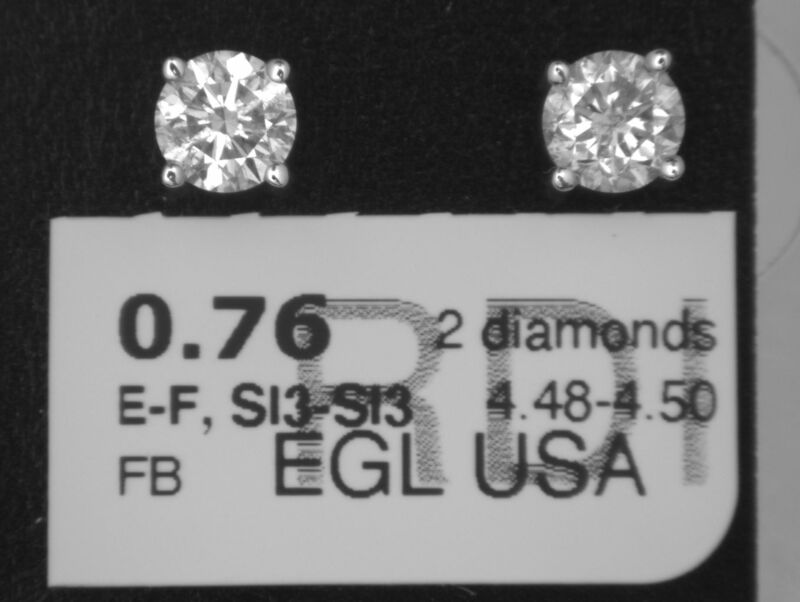 RDI
0.76 2 diamonds
E-F, SI3-SI3 4.48-4.50
FB EGL USA